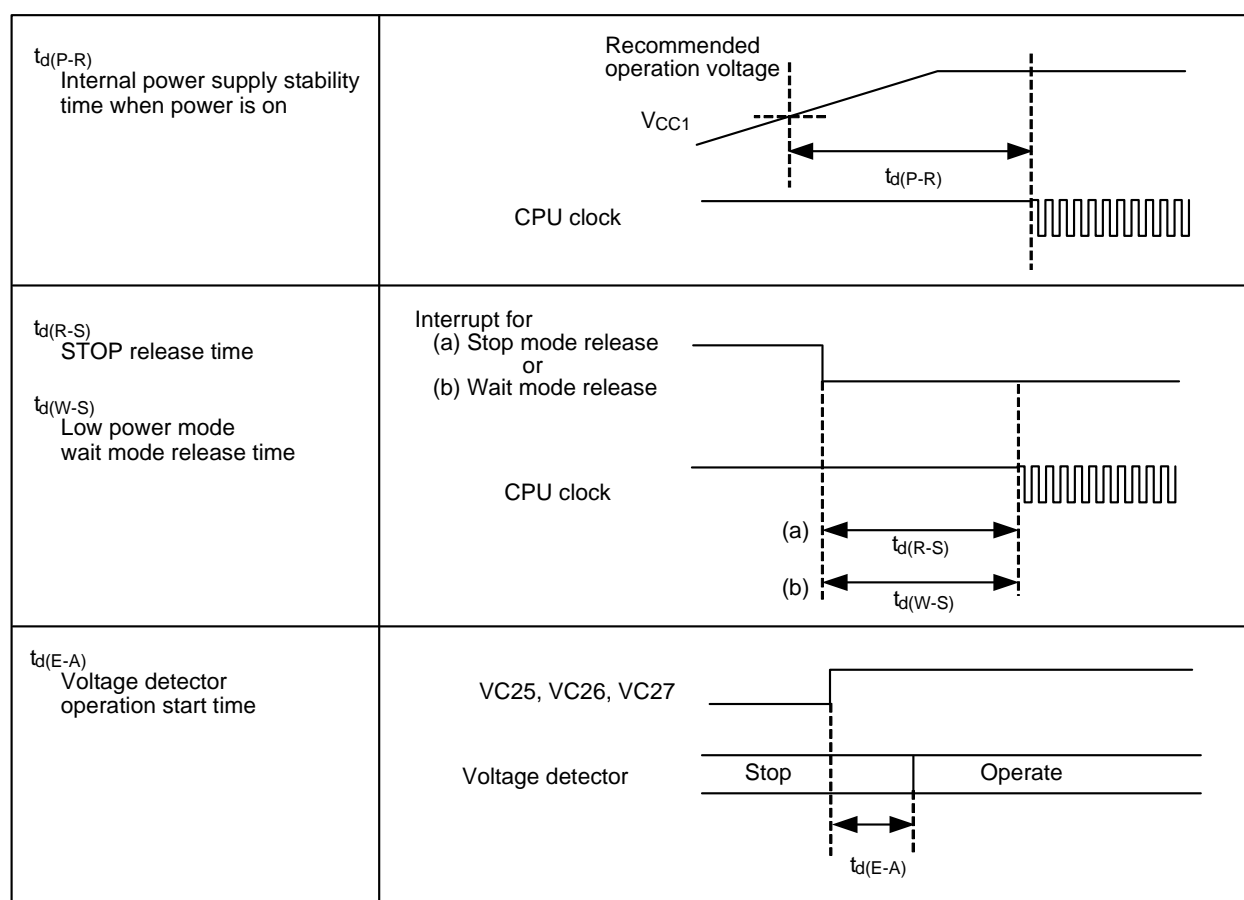 td(P-R)
Internal power supply stability
time when power is on
Recommended
operation voltage
VCC1
td(P-R)
CPU clock
td(R-S)
STOP release time
td(W-S)
Low power mode
wait mode release time
Interrupt for
(a) Stop mode release
or
(b) Wait mode release
CPU clock
(a)
td(R-S)
(b)
td(W-S)
td(E-A)
Voltage detector
operation start time
VC25, VC26, VC27
Voltage detector
Stop
Operate
td(E-A)